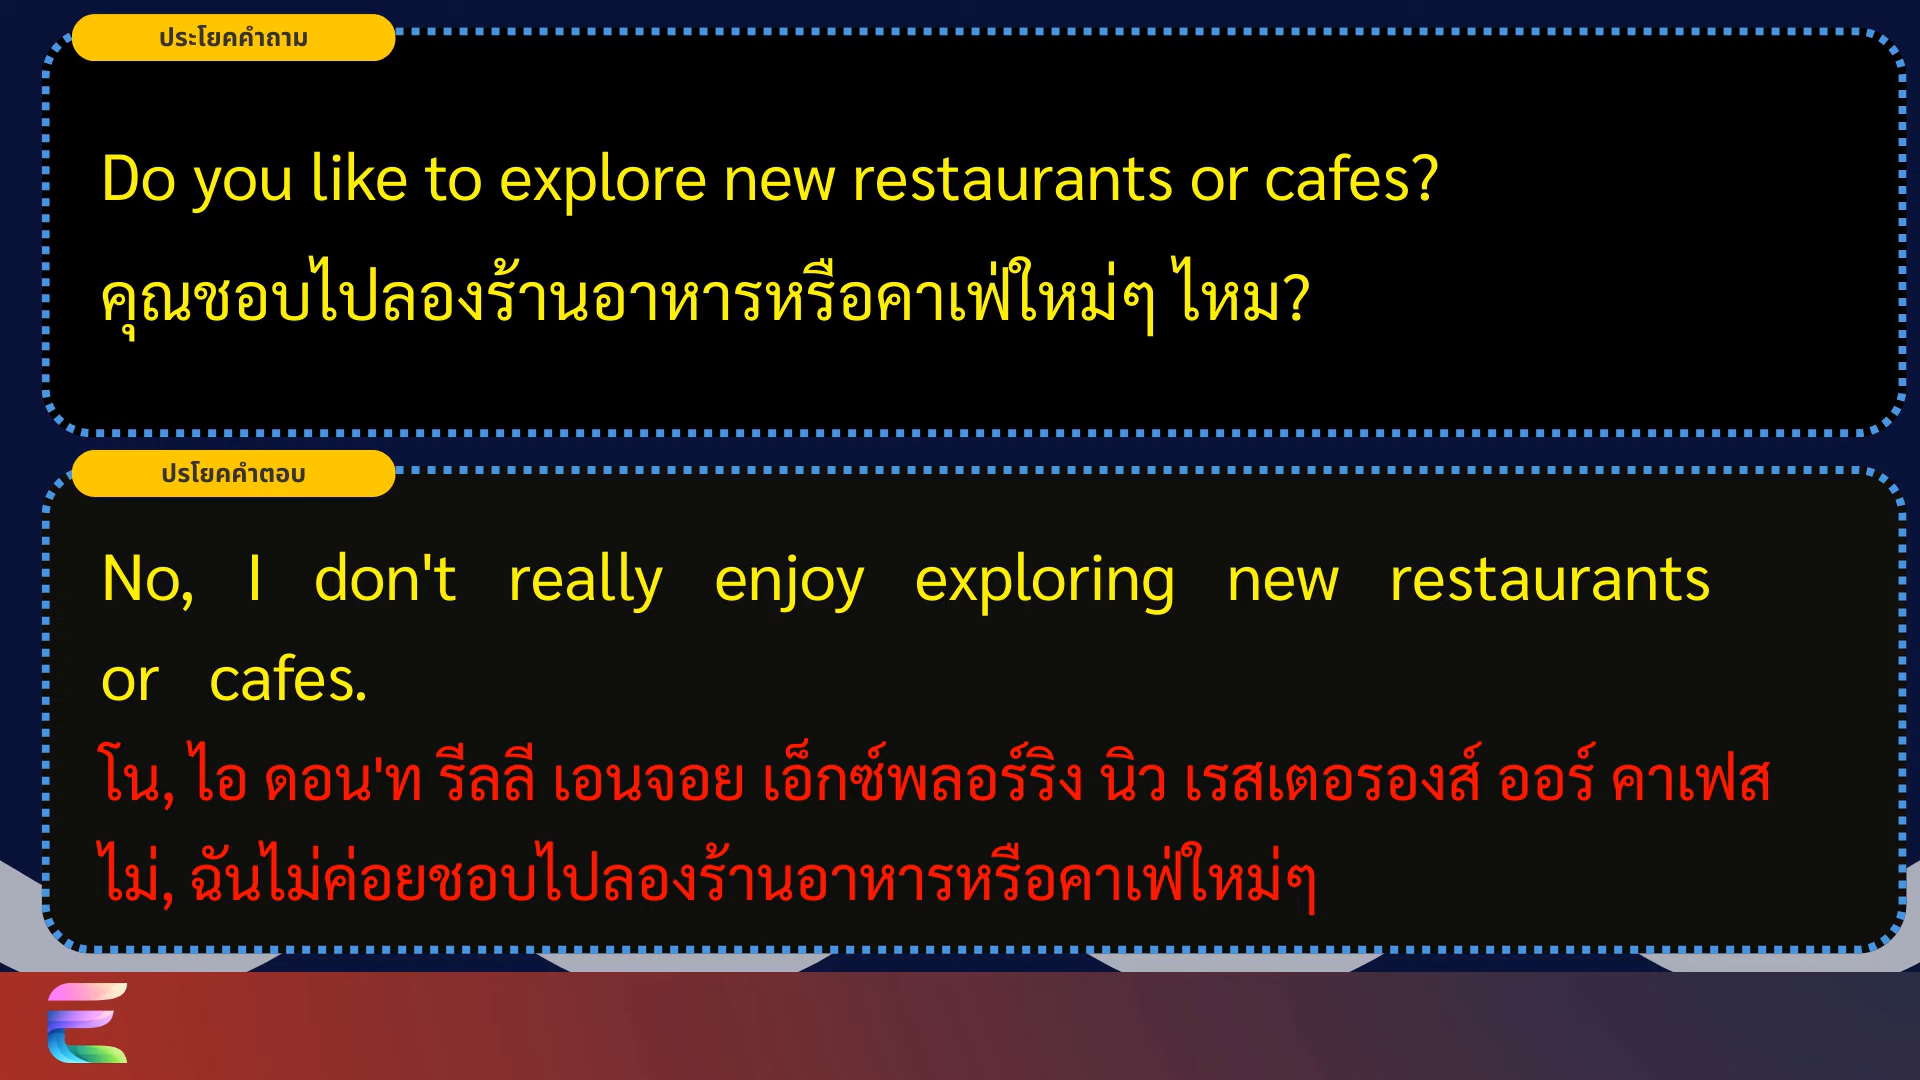 ประโยคคำถาม
Do you like to explore new restaurants or cafes?
คุณชอบไปลองร้านอาหารหรือคาเฟ่ใหม่ๆ ไหม?
ปรโยคคำตอบ
No, I don't really enjoy exploring new restaurants
or cafes.
โน, ไอ ดอน'ท รีลลี เอนจอย เอ็กซ์พลอร์ริง นิว เรสเตอรองส์ ออร์ คาเฟส
ไม่, ฉันไม่ค่อยชอบไปลองร้านอาหารหรือคาเฟ่ใหม่ๆ